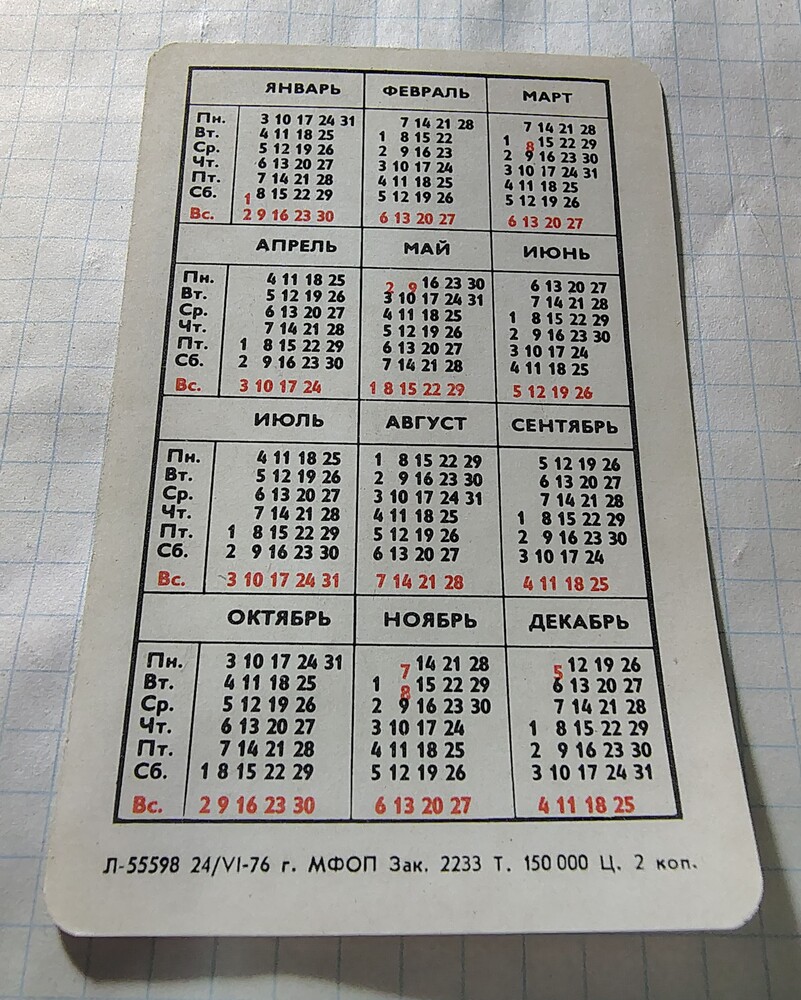 ЯНВАРЬ ФЕВРАЛЬ МАРТ
Пн. 3 10 17 24 31 7 14 21 28 7 14 21 28
Вт. 4 11 18 25 1 8 15 22 1 8 15 22 29
Ср. 5 12 19 26 2 9 16 23 2 9 16 23 30
Чт. 6 13 20 27 3 10 17 24 3 10 17 24 31
Пт. 7 14 21 28 4 11 18 25 4 11 18 25
Сб. 1 8 15 22 29 5 12 19 26 5 12 19 26
Вс. 2 9 16 23 30 6 13 20 27 6 13 20 27
АПРЕЛЬ МАЙ ИЮНЬ
Пн. 4 11 18 25 2 9 16 23 30 6 13 20 27
Вт. 5 12 19 26 3 10 17 24 31 7 14 21 28
Ср. 6 13 20 27 4 11 18 25 1 8 15 22 29
Чт. 7 14 21 28 5 12 19 26 2 9 16 23 30
Пт. 1 8 15 22 29 6 13 20 27 3 10 17 24
Сб. 2 9 16 23 30 7 14 21 28 4 11 18 25
Вс. 3 10 17 24 1 8 15 22 29 5 12 19 26
ИЮЛЬ АВГУСТ СЕНТЯБРЬ
Пн. 4 11 18 25 1 8 15 22 29 5 12 19 26
Вт. 5 12 19 26 2 9 16 23 30 6 13 20 27
Ср. 6 13 20 27 3 10 17 24 31 7 14 21 28
Чт. 7 14 21 28 4 11 18 25 1 8 15 22 29
Пт. 1 8 15 22 29 5 12 19 26 2 9 16 23 30
Сб. 2 9 16 23 30 6 13 20 27 3 10 17 24
Вс. 3 10 17 24 31 7 14 21 28 4 11 18 25
ОКТЯБРЬ НОЯБРЬ ДЕКАБРЬ
Пн. 3 10 17 24 31 7 14 21 28 5 12 19 26
Вт. 4 11 18 25 1 8 15 22 29 6 13 20 27
Ср. 5 12 19 26 2 9 16 23 30 7 14 21 28
Чт. 6 13 20 27 3 10 17 24 1 8 15 22 29
Пт. 7 14 21 28 4 11 18 25 2 9 16 23 30
Сб. 1 8 15 22 29 5 12 19 26 3 10 17 24 31
Вс. 2 9 16 23 30 6 13 20 27 4 11 18 25
Л-55598 24/VI-76 г. МФОП Зак. 2233 Т. 150 000 Ц. 2 коп.